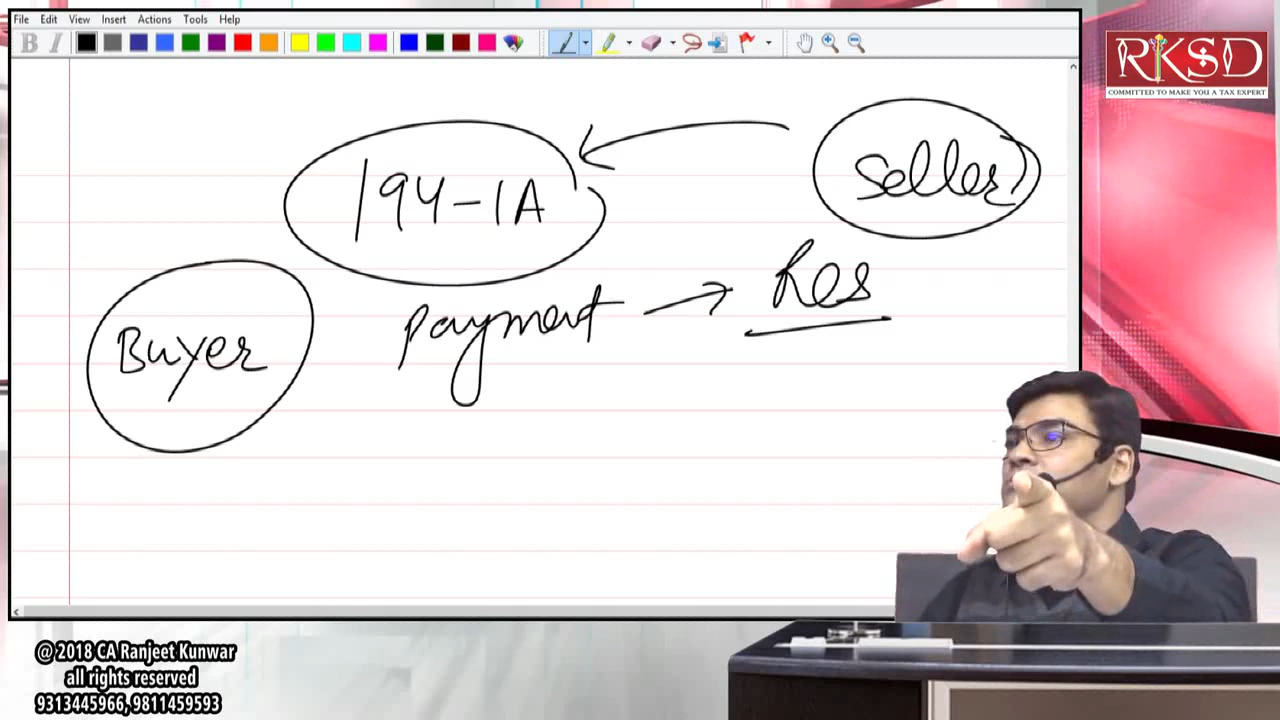 File Edit View Insert Actions Tools Help
B I
RKSD
COMMITTED TO MAKE YOU A TAX EXPERT
194-1A
Seller
Payment → Res
Buyer
@ 2018 CA Ranjeet Kunwar
all rights reserved
9313445966, 9811459593